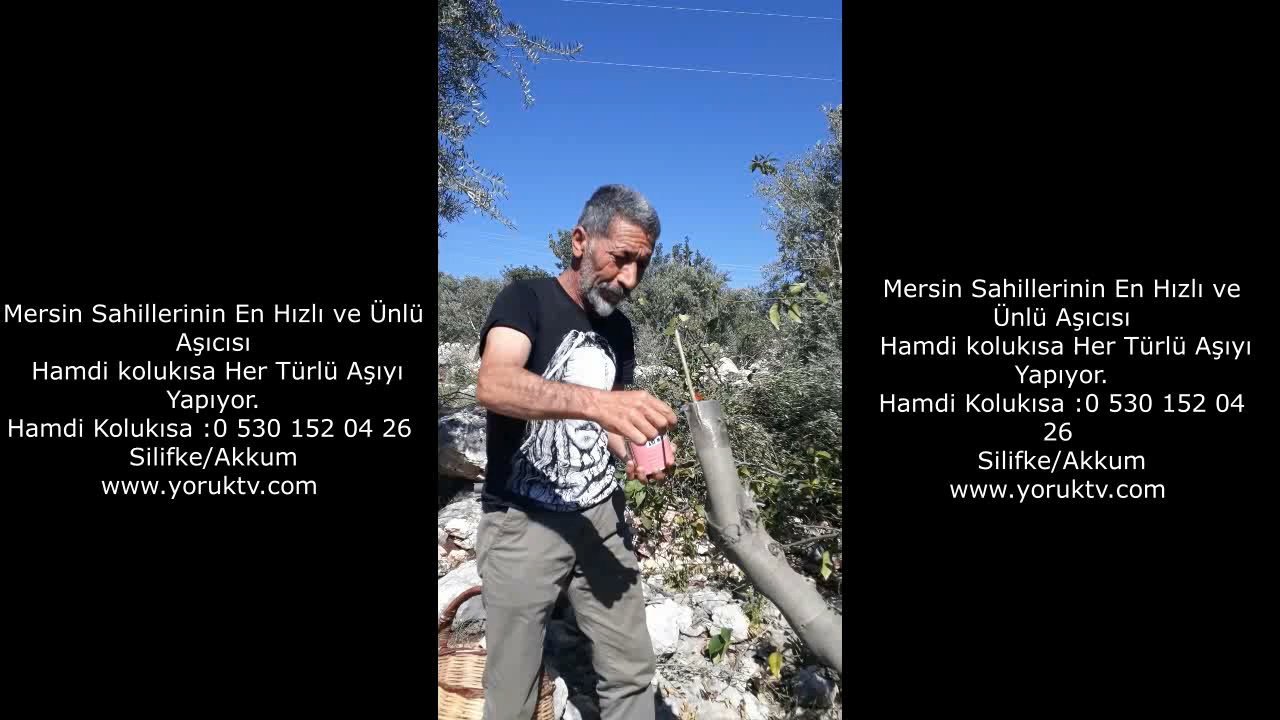 Mersin Sahillerinin En Hızlı ve Ünlü
Aşıcısı
Hamdi kolukısa Her Türlü Aşıyı
Yapıyor.
Hamdi Kolukısa :0 530 152 04 26
Silifke/Akkum
www.yoruktv.com
Mersin Sahillerinin En Hızlı ve
Ünlü Aşıcısı
Hamdi kolukısa Her Türlü Aşıyı
Yapıyor.
Hamdi Kolukısa :0 530 152 04
26
Silifke/Akkum
www.yoruktv.com